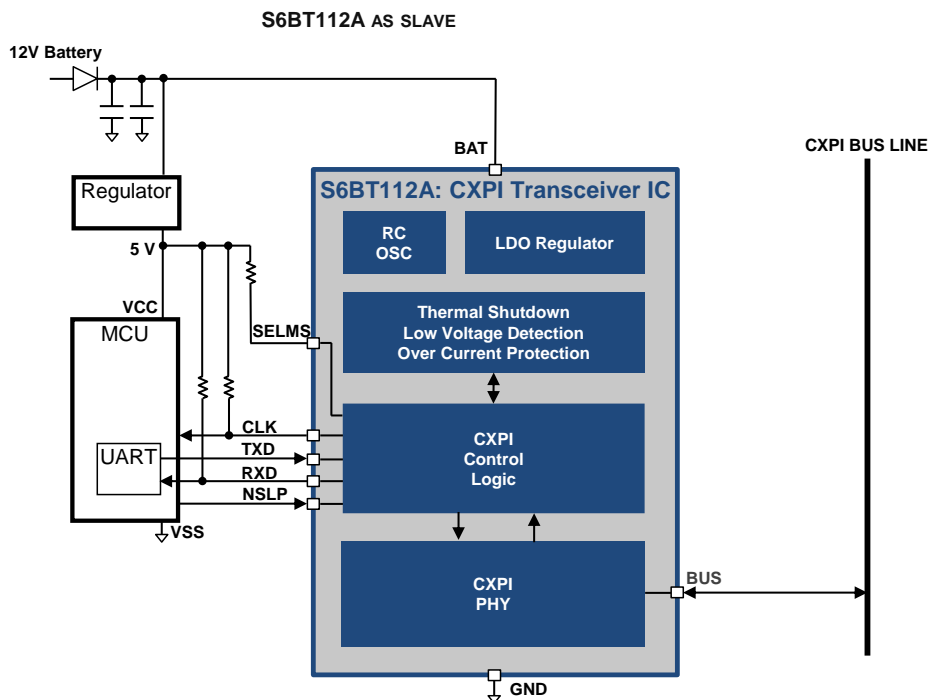 S6BT112A AS SLAVE
12V Battery
BAT
CXPI BUS LINE
Regulator
S6BT112A: CXPI Transceiver IC
RC
OSC
LDO Regulator
5 V
VCC
MCU
SELMS
Thermal Shutdown
Low Voltage Detection
Over Current Protection
CLK
TXD
UART
RXD
NSLP
CXPI
Control
Logic
VSS
CXPI
PHY
BUS
GND